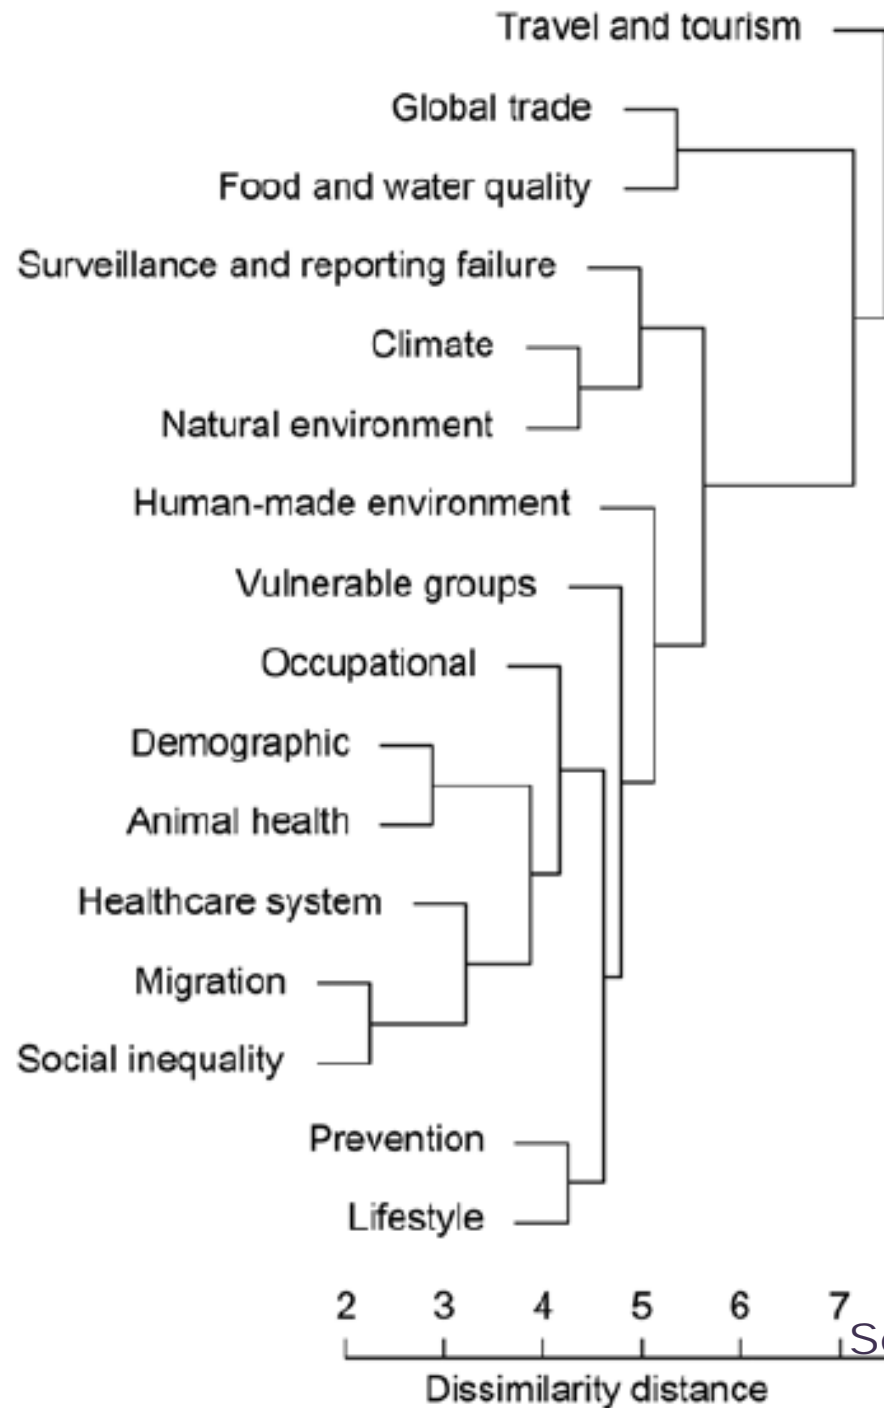 Travel and tourism
Global trade
Food and water quality
Surveillance and reporting failure
Climate
Natural environment
Human-made environment
Vulnerable groups
Occupational
Demographic
Animal health
Healthcare system
Migration
Social inequality
Prevention
Lifestyle
2 3 4 5 6 7
Dissimilarity distance